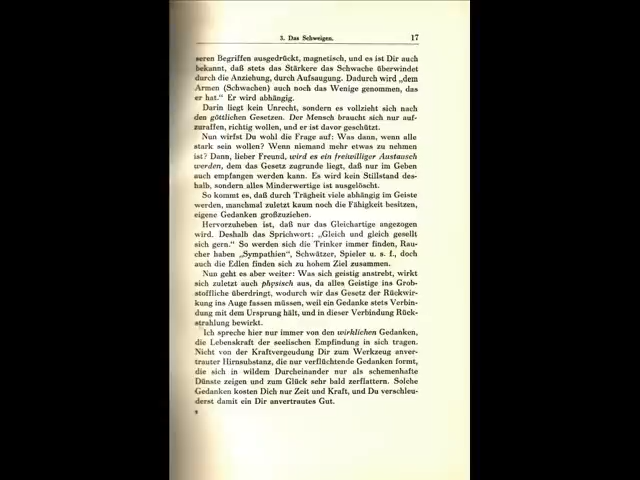 3. Das Schweigen. 17
seren Begriffen ausgedrückt, magnetisch, und es ist Dir auch
bekannt, daß stets das Stärkere das Schwache überwindet
durch die Anziehung, durch Aufsaugung. Dadurch wird „dem
Armen (Schwachen) auch noch das Wenige genommen, das
er hat.“ Er wird abhängig.
Darin liegt kein Unrecht, sondern es vollzieht sich nach
den göttlichen Gesetzen. Der Mensch braucht sich nur auf-
zuraffen, richtig wollen, und er ist davor geschützt.
Nun wirfst Du wohl die Frage auf: Was dann, wenn alle
stark sein wollen? Wenn niemand mehr etwas zu nehmen
ist? Dann, lieber Freund, wird es ein freiwilliger Austausch
werden, dem das Gesetz zugrunde liegt, daß nur im Geben
auch empfangen werden kann. Es wird kein Stillstand des-
halb, sondern alles Minderwertige ist ausgelöscht.
So kommt es, daß durch Trägheit viele abhängig im Geiste
werden, manchmal zuletzt kaum noch die Fähigkeit besitzen,
eigene Gedanken großzuziehen.
Hervorzuheben ist, daß nur das Gleichartige angezogen
wird. Deshalb das Sprichwort: „Gleich und gleich gesellt
sich gern.“ So werden sich die Trinker immer finden, Rau-
cher haben „Sympathien“, Schwätzer, Spieler u. s. f., doch
auch die Edlen finden sich zu hohem Ziel zusammen.
Nun geht es aber weiter: Was sich geistig anstrebt, wirkt
sich zuletzt auch physisch aus, da alles Geistige ins Grob-
stoffliche überdringt, wodurch wir das Gesetz der Rückwir-
kung ins Auge fassen müssen, weil ein Gedanke stets Verbin-
dung mit dem Ursprung hält, und in dieser Verbindung Rück-
strahlung bewirkt.
Ich spreche hier nur immer von den wirklichen Gedanken,
die Lebenskraft der seelischen Empfindung in sich tragen.
Nicht von der Kraftvergeudung Dir zum Werkzeug anver-
trauter Hirnsubstanz, die nur verflüchtende Gedanken formt,
die sich in wildem Durcheinander nur als schemenhafte
Dünste zeigen und zum Glück sehr bald zerflattern. Solche
Gedanken kosten Dich nur Zeit und Kraft, und Du verschleu-
derst damit ein Dir anvertrautes Gut.